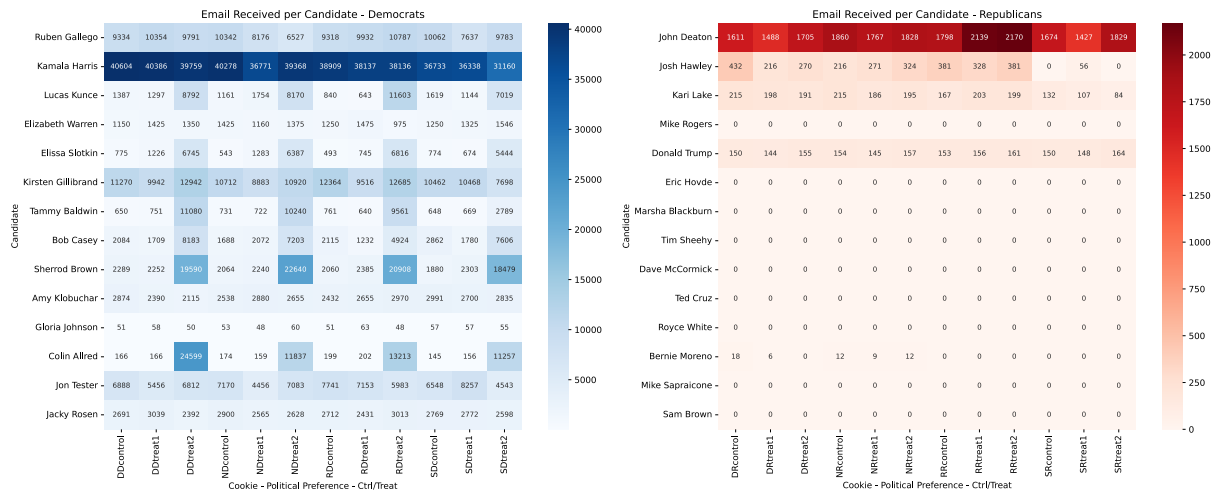 Email Received per Candidate - Democrats
Candidate
Ruben Gallego 9334 10354 9791 10342 8176 6527 9318 9932 10787 10062 7637 9783
Kamala Harris 40604 40386 39759 40278 36771 39368 38909 38137 38136 36733 36338 31160
Lucas Kunce 1387 1297 8792 1161 1754 8170 840 643 11603 1619 1144 7019
Elizabeth Warren 1150 1425 1350 1425 1160 1375 1250 1475 975 1250 1325 1546
Elissa Slotkin 775 1226 6745 543 1283 6387 493 745 6816 774 674 5444
Kirsten Gillibrand 11270 9942 12942 10712 8883 10920 12364 9516 12685 10462 10468 7698
Tammy Baldwin 650 751 11080 731 722 10240 761 640 9561 648 669 2789
Bob Casey 2084 1709 8183 1688 2072 7203 2115 1232 4924 2862 1780 7606
Sherrod Brown 2289 2252 19590 2064 2240 22640 2060 2385 20908 1880 2303 18479
Amy Klobuchar 2874 2390 2115 2538 2880 2655 2432 2655 2970 2991 2700 2835
Gloria Johnson 51 58 50 53 48 60 51 63 48 57 57 55
Colin Allred 166 166 24599 174 159 11837 199 202 13213 145 156 11257
Jon Tester 6888 5456 6812 7170 4456 7083 7741 7153 5983 6548 8257 4543
Jacky Rosen 2691 3039 2392 2900 2565 2628 2712 2431 3013 2769 2772 2598
DDcontrol DDtreat1 DDtreat2 NDcontrol NDtreat1 NDtreat2 RDcontrol RDtreat1 RDtreat2 SDcontrol SDtreat1 SDtreat2
Cookie - Political Preference - Ctrl/Treat
40000
35000
30000
25000
20000
15000
10000
5000
Email Received per Candidate - Republicans
Candidate
John Deaton 1611 1488 1705 1860 1767 1828 1798 2139 2170 1674 1427 1829
Josh Hawley 432 216 270 216 271 324 381 328 381 0 56 0
Kari Lake 215 198 191 215 186 195 167 203 199 132 107 84
Mike Rogers 0 0 0 0 0 0 0 0 0 0 0 0
Donald Trump 150 144 155 154 145 157 153 156 161 150 148 164
Eric Hovde 0 0 0 0 0 0 0 0 0 0 0 0
Marsha Blackburn 0 0 0 0 0 0 0 0 0 0 0 0
Tim Sheehy 0 0 0 0 0 0 0 0 0 0 0 0
Dave McCormick 0 0 0 0 0 0 0 0 0 0 0 0
Ted Cruz 0 0 0 0 0 0 0 0 0 0 0 0
Royce White 0 0 0 0 0 0 0 0 0 0 0 0
Bernie Moreno 18 6 0 12 9 12 0 0 0 0 0 0
Mike Sapraicone 0 0 0 0 0 0 0 0 0 0 0 0
Sam Brown 0 0 0 0 0 0 0 0 0 0 0 0
DRcontrol DRtreat1 DRtreat2 NRcontrol NRtreat1 NRtreat2 RRcontrol RRtreat1 RRtreat2 SRcontrol SRtreat1 SRtreat2
Cookie - Political Preference - Ctrl/Treat
2000
1750
1500
1250
1000
750
500
250
0